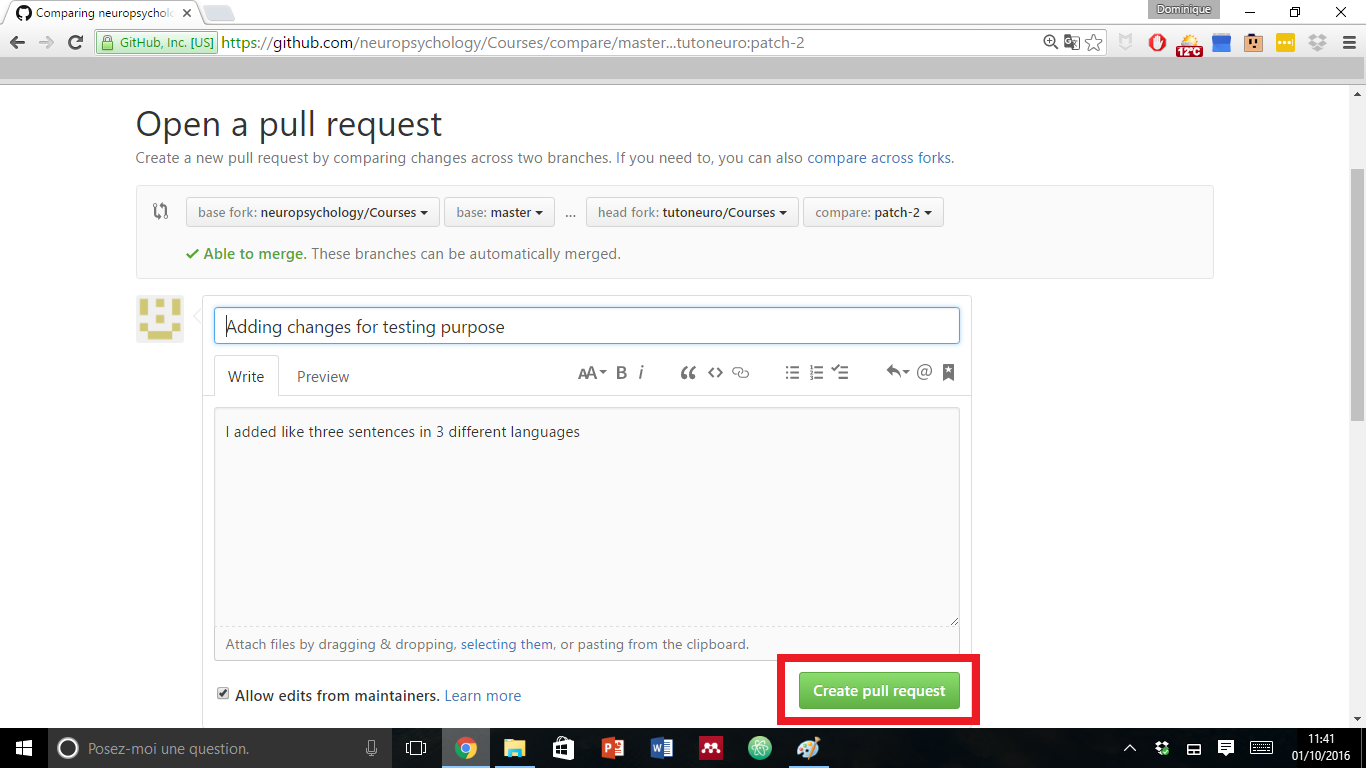 Comparing neuropsycholo
Dominique
GitHub, Inc. [US] https://github.com/neuropsychology/Courses/compare/master...tutoneuro:patch-2
12°C
Open a pull request
Create a new pull request by comparing changes across two branches. If you need to, you can also compare across forks.
base fork: neuropsychology/Courses base: master ... head fork: tutoneuro/Courses compare: patch-2
Able to merge. These branches can be automatically merged.
Adding changes for testing purpose
Write Preview AA B i @
I added like three sentences in 3 different languages
Attach files by dragging & dropping, selecting them, or pasting from the clipboard.
Allow edits from maintainers. Learn more Create pull request
Posez-moi une question.
11:41
01/10/2016